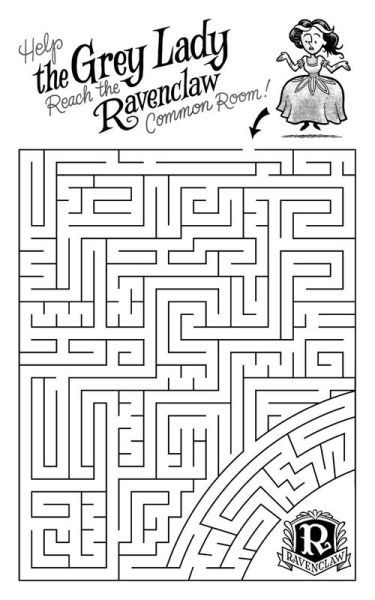 Help
the Grey Lady
Reach the
Ravenclaw
Common Room!
R
RAVENCLAW